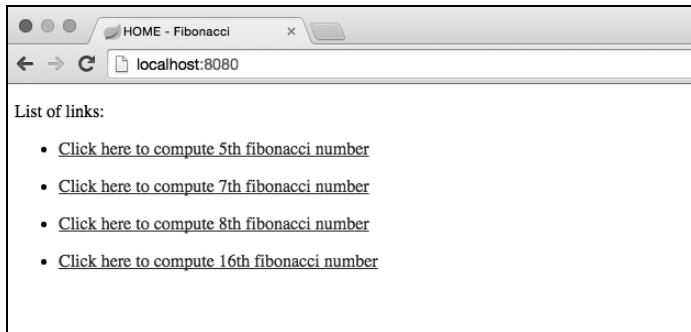 HOME - Fibonacci
localhost:8080
List of links:
Click here to compute 5th fibonacci number
Click here to compute 7th fibonacci number
Click here to compute 8th fibonacci number
Click here to compute 16th fibonacci number